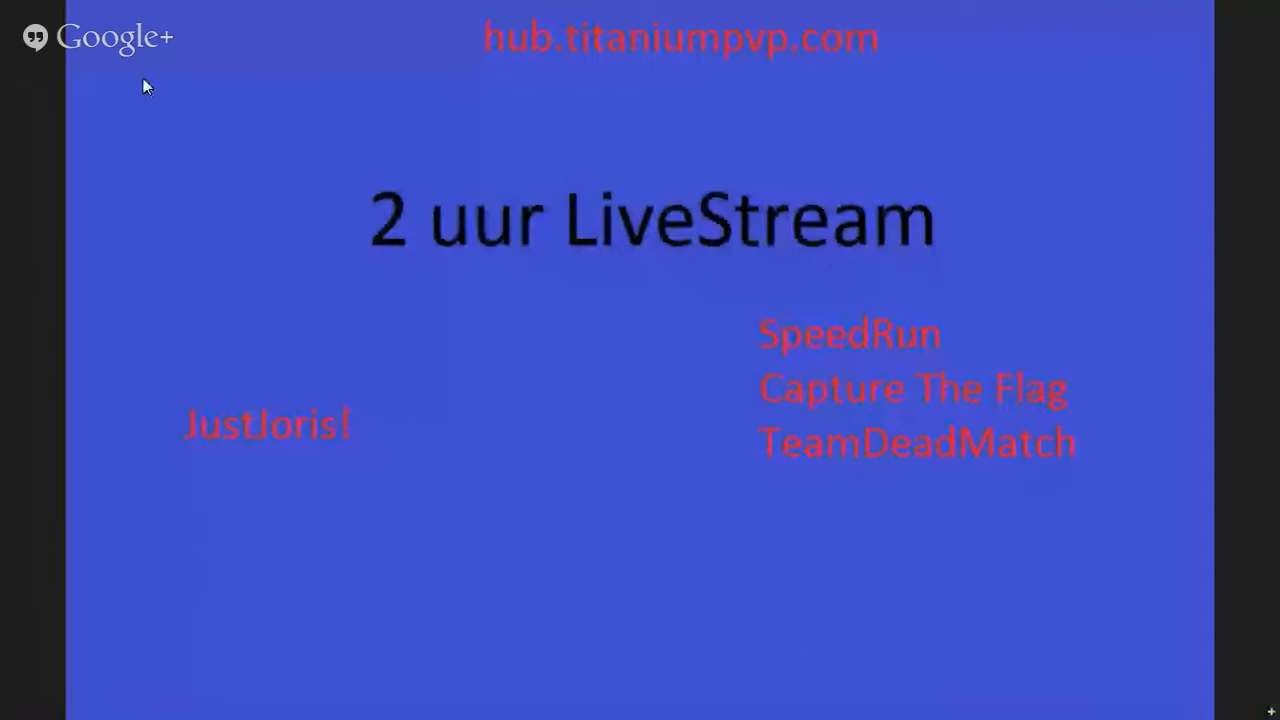 Google+
hub.titaniumpvp.com
2 uur LiveStream
SpeedRun
Capture The Flag
JustJoris!
TeamDeadMatch